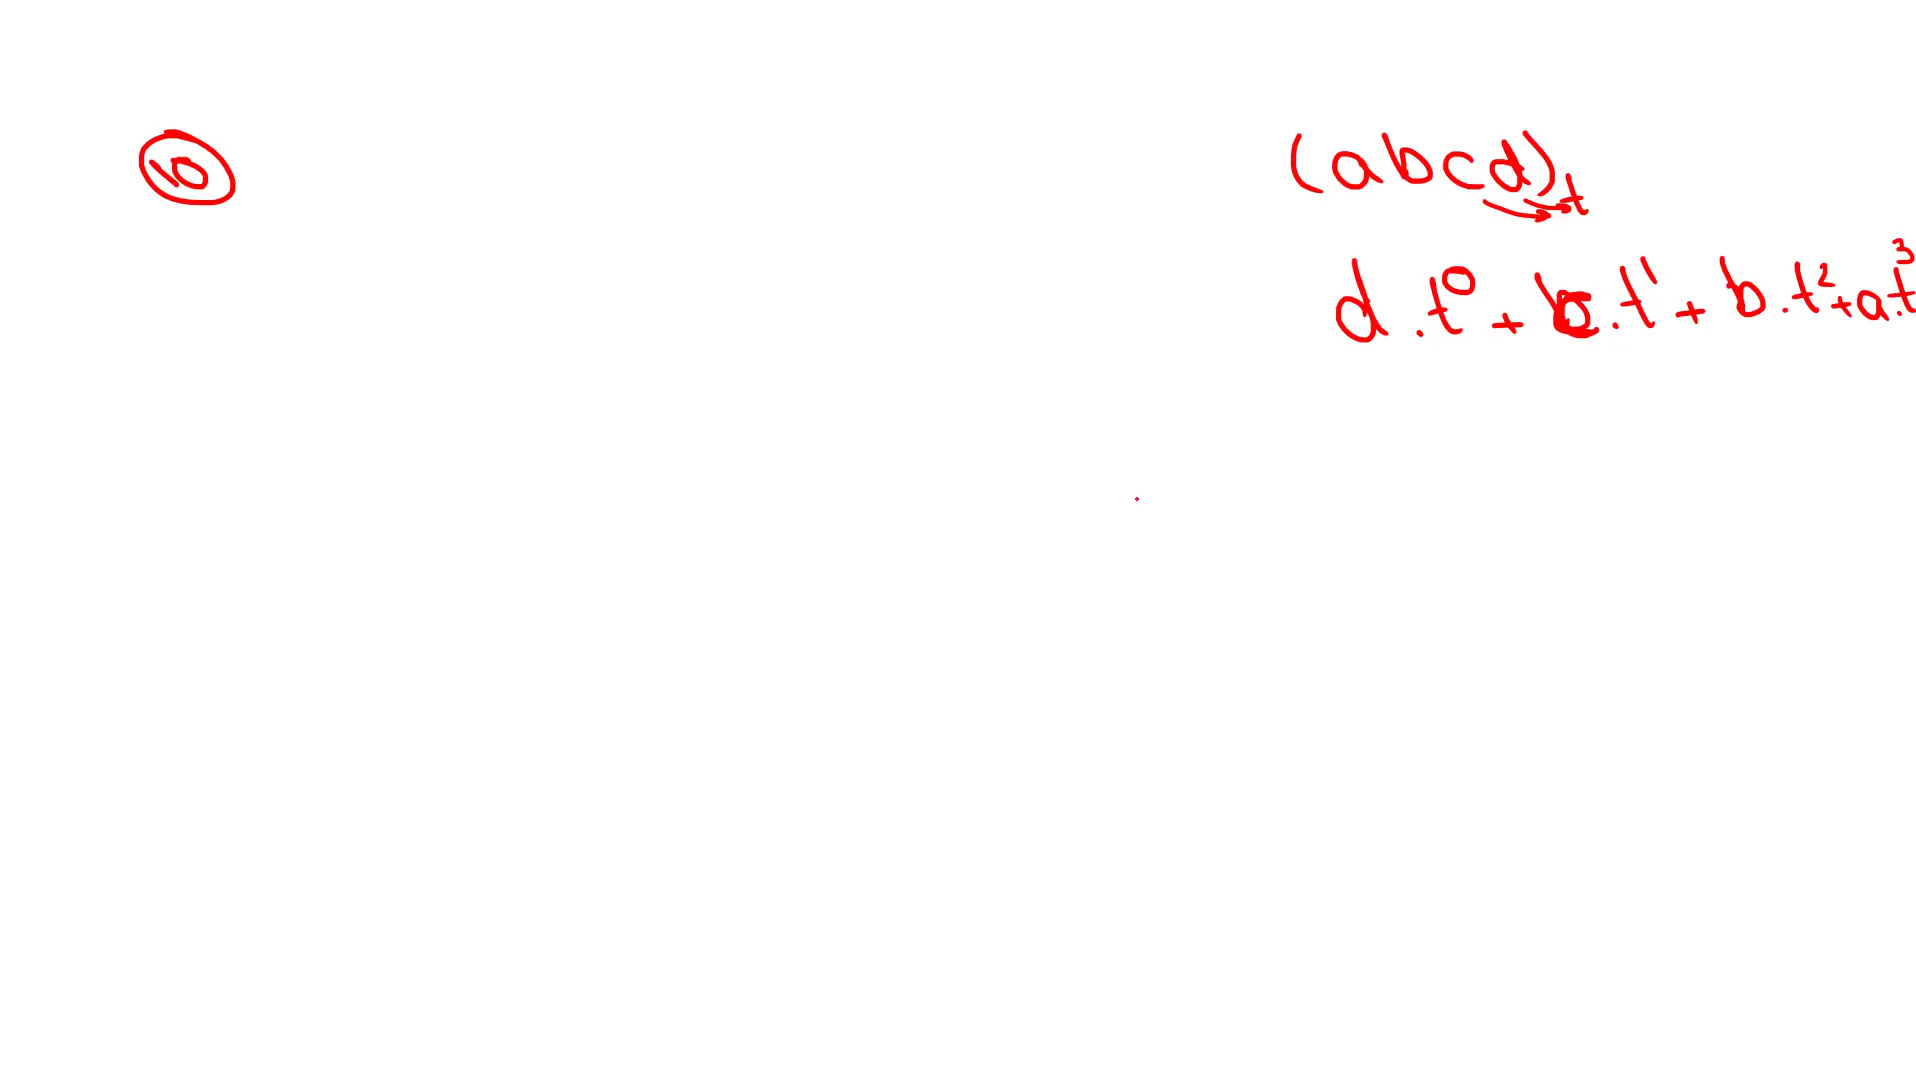 10
(abcd)t
d.t⁰ + c.t¹ + b.t² + a.t³